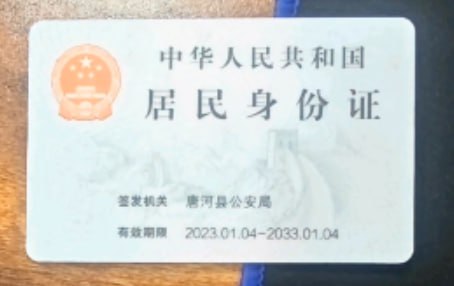 中华人民共和国
居民身份证
签发机关 唐河县公安局
有效期限 2023.01.04-2033.01.04